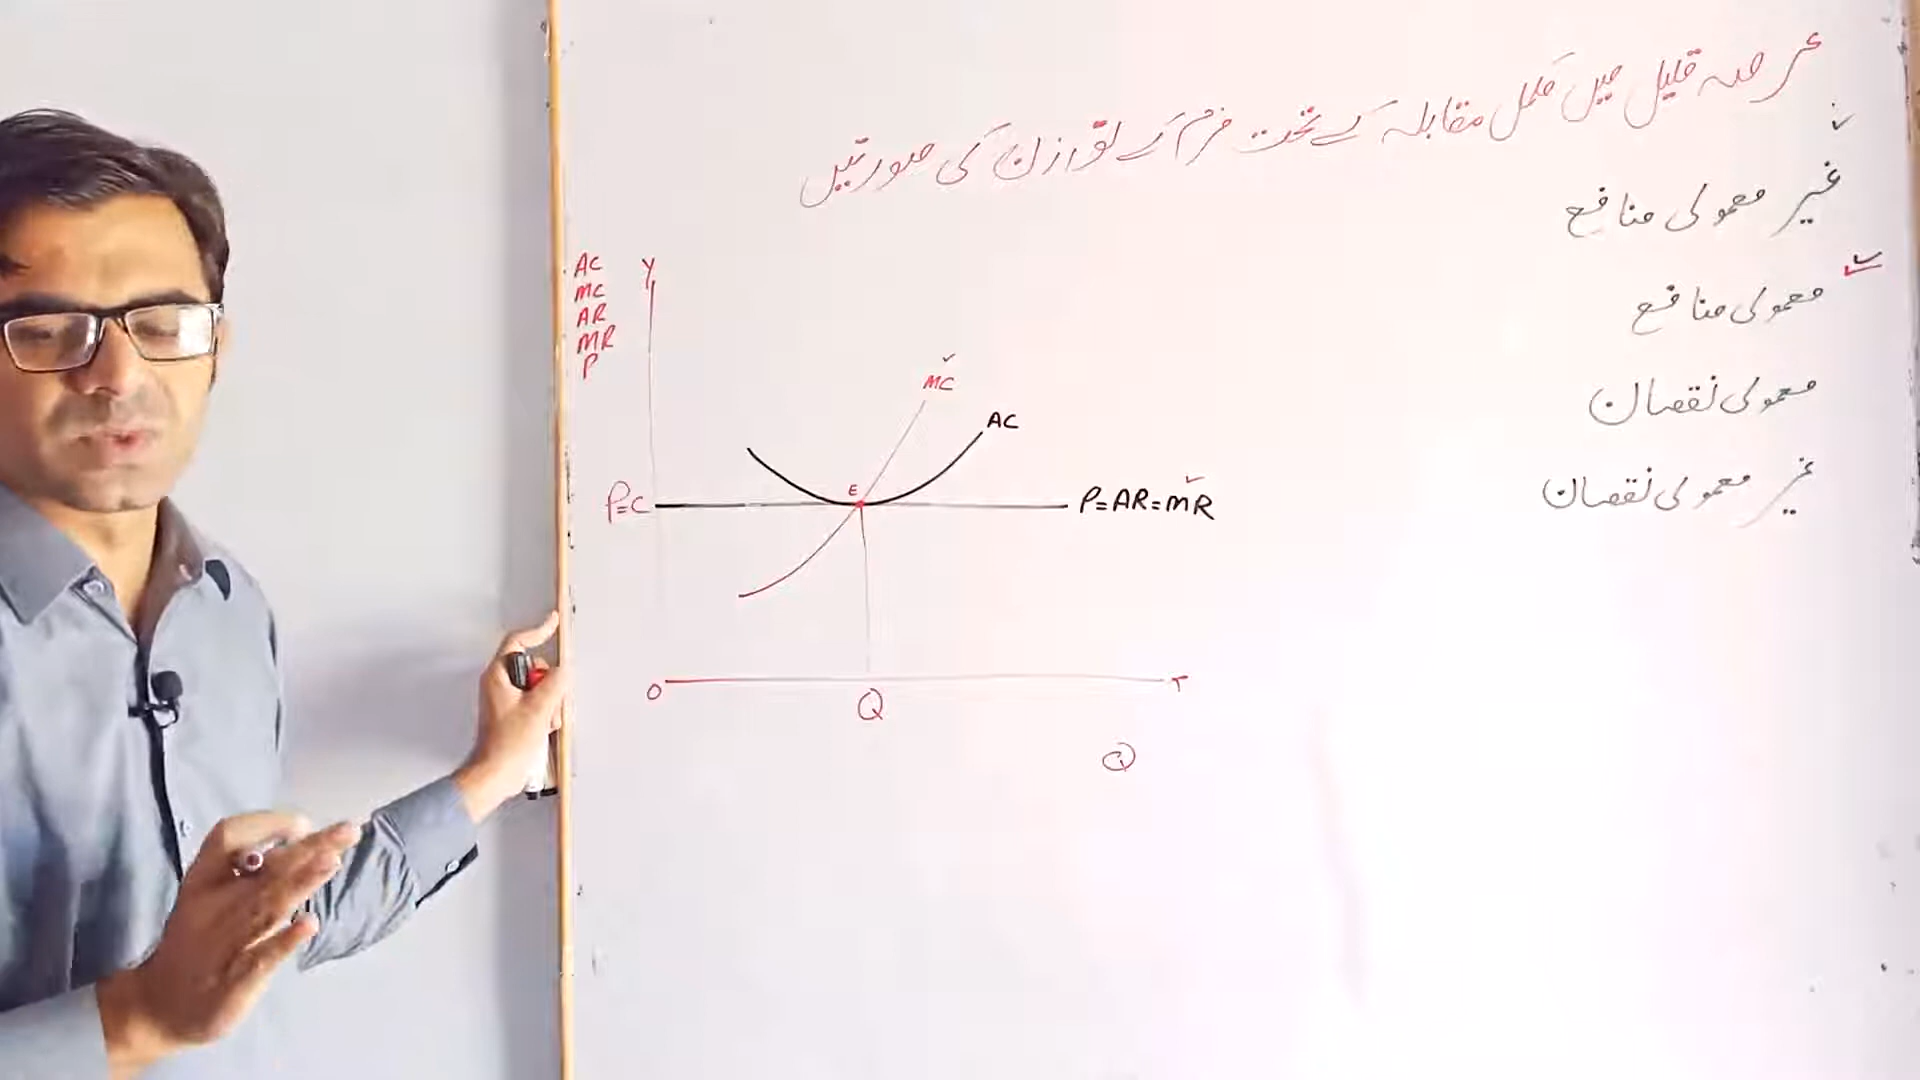 عرصہ قلیل میں مکمل مقابلہ کے تحت فرم کے توازن کی صورتیں
غیر معمولی منافع
معمولی منافع
معمولی نقصان
غیر معمولی نقصان
AC
MC
AR
MR
P
Y
MC
AC
E
P=C
P=AR=MR
O
Q
Q